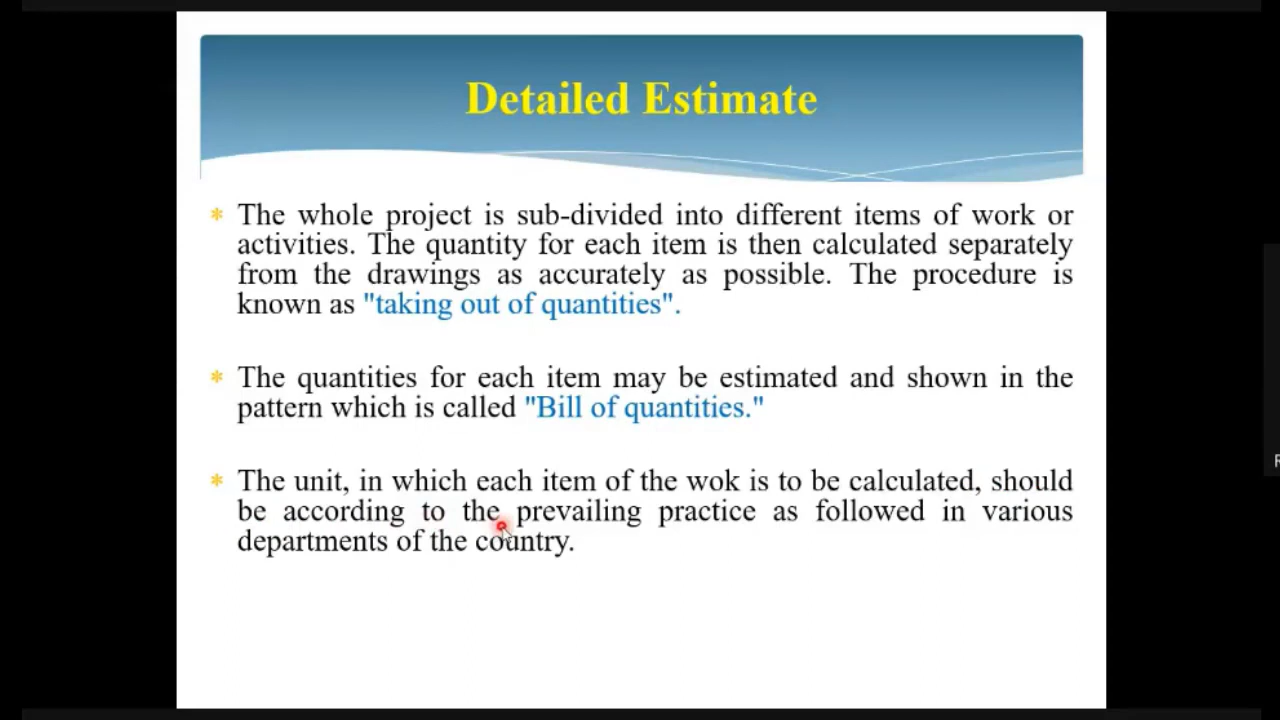 Detailed Estimate
* The whole project is sub-divided into different items of work or
activities. The quantity for each item is then calculated separately
from the drawings as accurately as possible. The procedure is
known as "taking out of quantities".
* The quantities for each item may be estimated and shown in the
pattern which is called "Bill of quantities."
* The unit, in which each item of the wok is to be calculated, should
be according to the prevailing practice as followed in various
departments of the country.